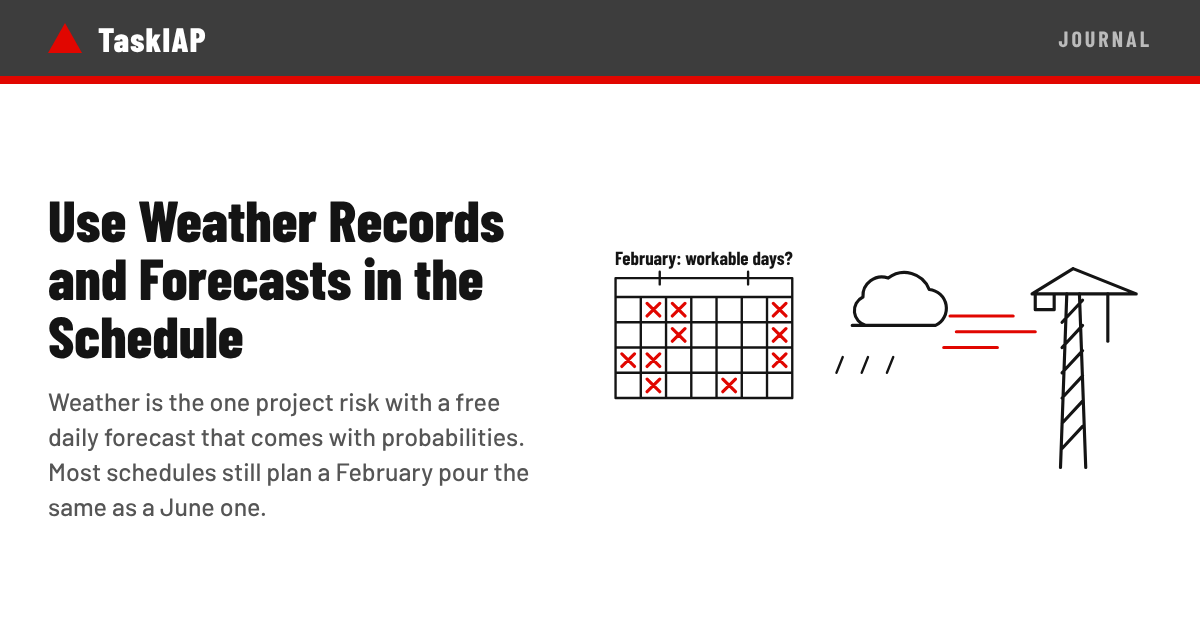 TaskIAP
JOURNAL
Use Weather Records
and Forecasts in the
Schedule
Weather is the one project risk with a free
daily forecast that comes with probabilities.
Most schedules still plan a February pour the
same as a June one.
February: workable days?